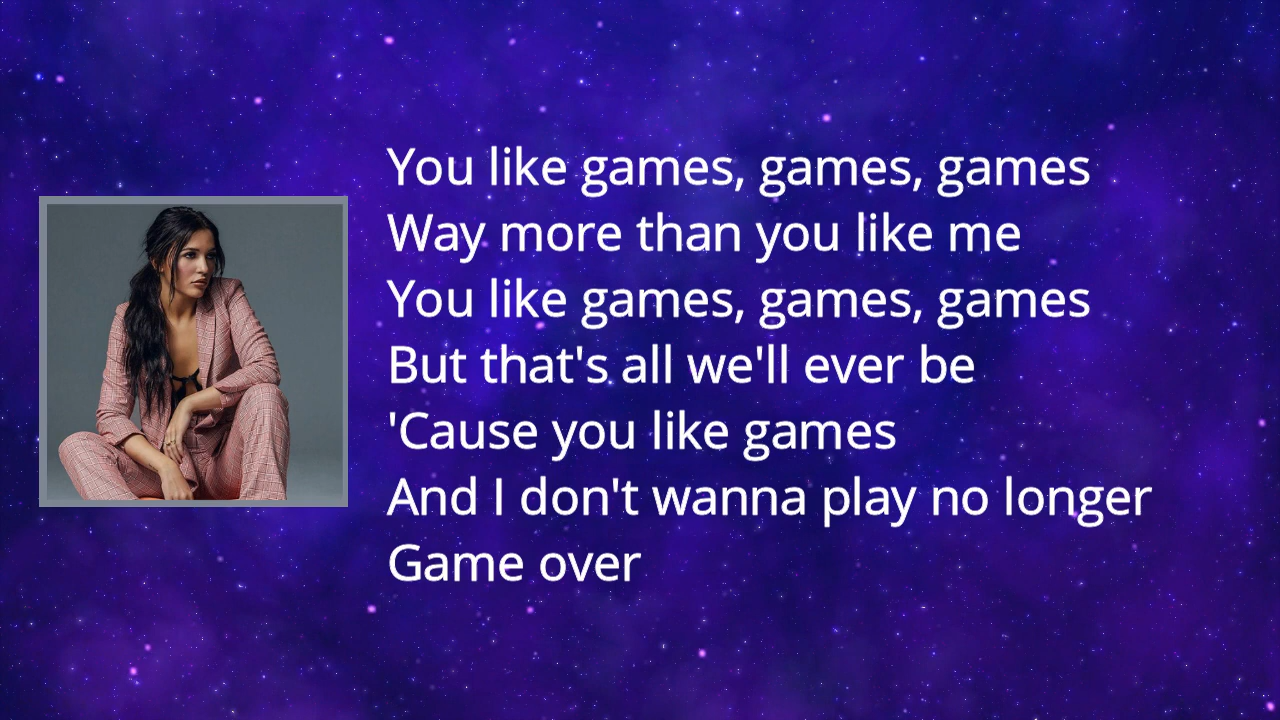 You like games, games, games
Way more than you like me
You like games, games, games
But that's all we'll ever be
'Cause you like games
And I don't wanna play no longer
Game over